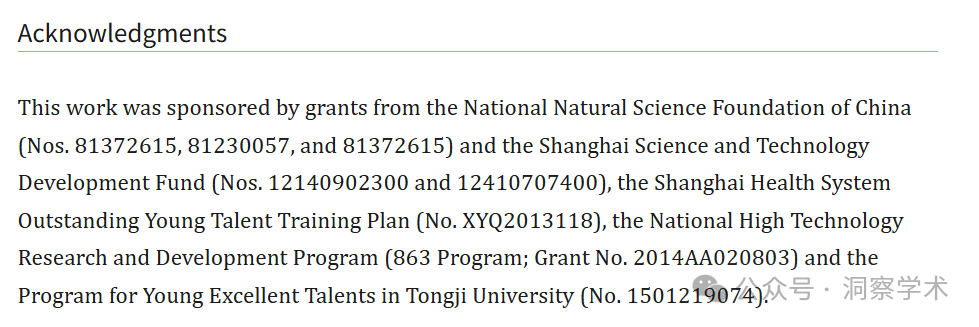 Acknowledgments
This work was sponsored by grants from the National Natural Science Foundation of China
(Nos. 81372615, 81230057, and 81372615) and the Shanghai Science and Technology
Development Fund (Nos. 12140902300 and 12410707400), the Shanghai Health System
Outstanding Young Talent Training Plan (No. XYQ2013118), the National High Technology
Research and Development Program (863 Program; Grant No. 2014AA020803) and the
Program for Young Excellent Talents in Tongji University (No. 1501219074).
公众号 · 洞察学术